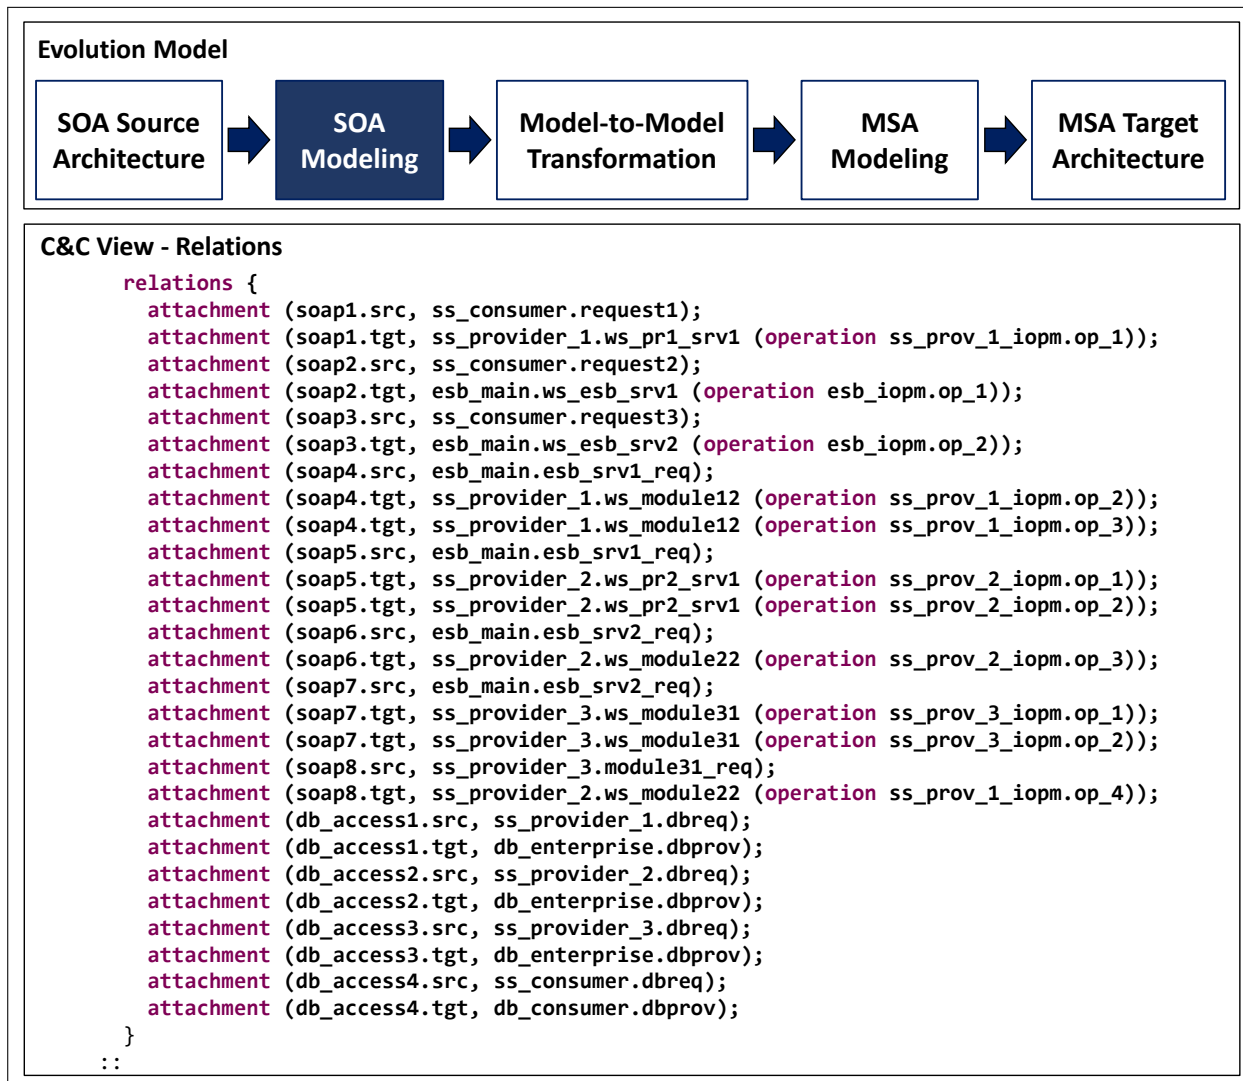 Evolution Model
SOA Source Architecture
SOA Modeling
Model-to-Model Transformation
MSA Modeling
MSA Target Architecture
C&C View - Relations
relations {
attachment (soap1.src, ss_consumer.request1);
attachment (soap1.tgt, ss_provider_1.ws_pr1_srv1 (operation ss_prov_1_iopm.op_1));
attachment (soap2.src, ss_consumer.request2);
attachment (soap2.tgt, esb_main.ws_esb_srv1 (operation esb_iopm.op_1));
attachment (soap3.src, ss_consumer.request3);
attachment (soap3.tgt, esb_main.ws_esb_srv2 (operation esb_iopm.op_2));
attachment (soap4.src, esb_main.esb_srv1_req);
attachment (soap4.tgt, ss_provider_1.ws_module12 (operation ss_prov_1_iopm.op_2));
attachment (soap4.tgt, ss_provider_1.ws_module12 (operation ss_prov_1_iopm.op_3));
attachment (soap5.src, esb_main.esb_srv1_req);
attachment (soap5.tgt, ss_provider_2.ws_pr2_srv1 (operation ss_prov_2_iopm.op_1));
attachment (soap5.tgt, ss_provider_2.ws_pr2_srv1 (operation ss_prov_2_iopm.op_2));
attachment (soap6.src, esb_main.esb_srv2_req);
attachment (soap6.tgt, ss_provider_2.ws_module22 (operation ss_prov_2_iopm.op_3));
attachment (soap7.src, esb_main.esb_srv2_req);
attachment (soap7.tgt, ss_provider_3.ws_module31 (operation ss_prov_3_iopm.op_1));
attachment (soap7.tgt, ss_provider_3.ws_module31 (operation ss_prov_3_iopm.op_2));
attachment (soap8.src, ss_provider_3.module31_req);
attachment (soap8.tgt, ss_provider_2.ws_module22 (operation ss_prov_1_iopm.op_4));
attachment (db_access1.src, ss_provider_1.dbreq);
attachment (db_access1.tgt, db_enterprise.dbprov);
attachment (db_access2.src, ss_provider_2.dbreq);
attachment (db_access2.tgt, db_enterprise.dbprov);
attachment (db_access3.src, ss_provider_3.dbreq);
attachment (db_access3.tgt, db_enterprise.dbprov);
attachment (db_access4.src, ss_consumer.dbreq);
attachment (db_access4.tgt, db_consumer.dbprov);
}
::